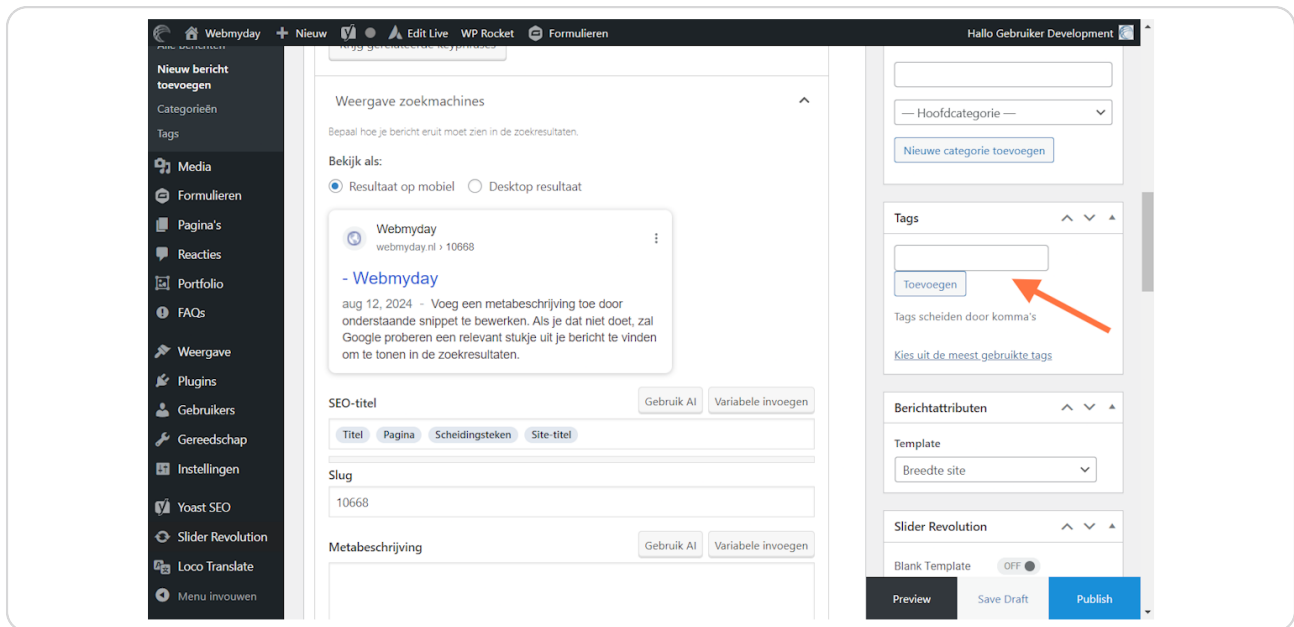 Webmyday
Nieuw
Edit Live
WP Rocket
Formulieren
Hallo Gebruiker Development
Alle Berichten
Nieuw bericht
toevoegen
Categorieën
Tags
Media
Formulieren
Pagina's
Reacties
Portfolio
FAQs
Weergave
Plugins
Gebruikers
Gereedschap
Instellingen
Yoast SEO
Slider Revolution
Loco Translate
Menu invouwen
Krijg gerelateerde keyphrases
Weergave zoekmachines
Bepaal hoe je bericht eruit moet zien in de zoekresultaten.
Bekijk als:
Resultaat op mobiel
Desktop resultaat
Webmyday
webmyday.nl › 10668
- Webmyday
aug 12, 2024 - Voeg een metabeschrijving toe door
onderstaande snippet te bewerken. Als je dat niet doet, zal
Google proberen een relevant stukje uit je bericht te vinden
om te tonen in de zoekresultaten.
SEO-titel
Gebruik AI
Variabele invoegen
Titel
Pagina
Scheidingsteken
Site-titel
Slug
10668
Metabeschrijving
Gebruik AI
Variabele invoegen
— Hoofdcategorie —
Nieuwe categorie toevoegen
Tags
Toevoegen
Tags scheiden door komma's
Kies uit de meest gebruikte tags
Berichtattributen
Template
Breedte site
Slider Revolution
Blank Template
OFF
Preview
Save Draft
Publish